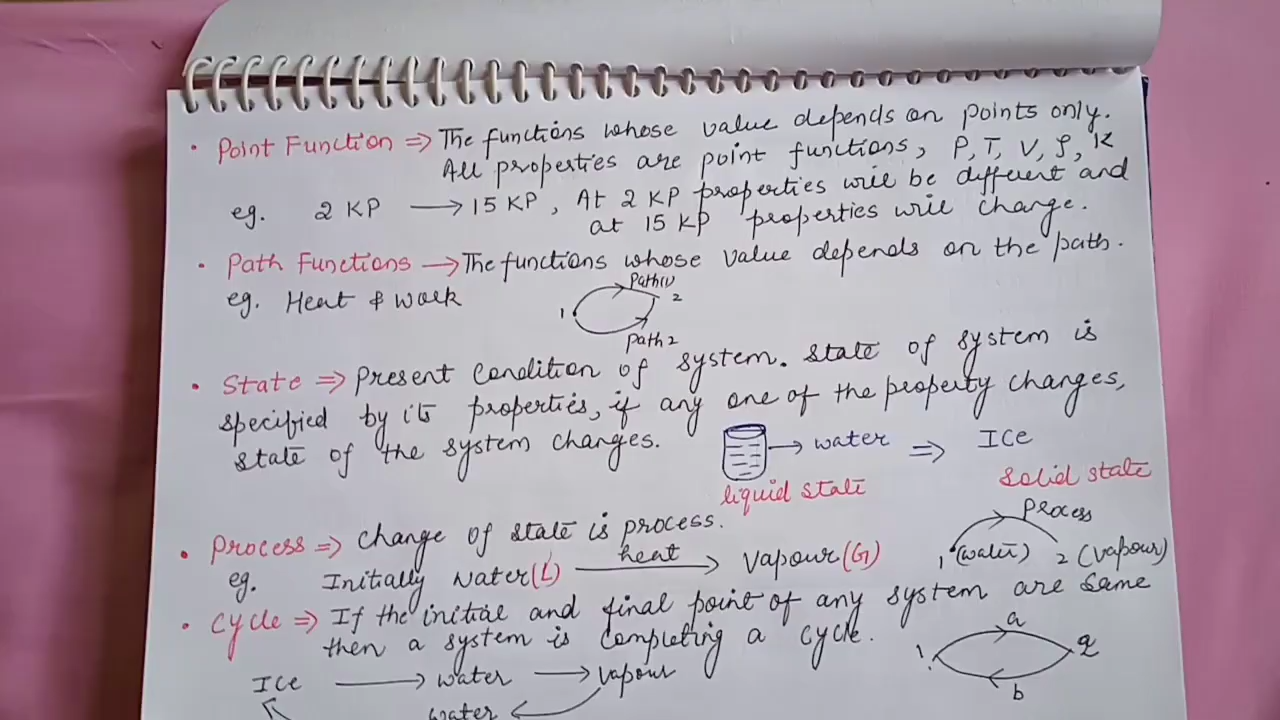 • Point Function ⇒ The functions whose value depends on points only.
All properties are point functions, P, T, V, ρ, K
eg. 2 KP → 15 KP, At 2 KP properties will be different and
at 15 KP properties will change.
• Path Functions → The functions whose value depends on the path.
eg. Heat & work
Path(1)
1 2
Path 2
• State ⇒ Present condition of system. State of system is
specified by its properties, if any one of the property changes,
state of the system changes.
→ water ⇒ ICe
liquid state solid state
• Process ⇒ change of state is process.
Process
eg. Initially water(L) heat → vapour(G)
1 (water) 2 (vapour)
• Cycle ⇒ If the initial and final point of any system are same
then a system is completing a cycle.
a
1 2
b
ICe → water → vapour
water ←